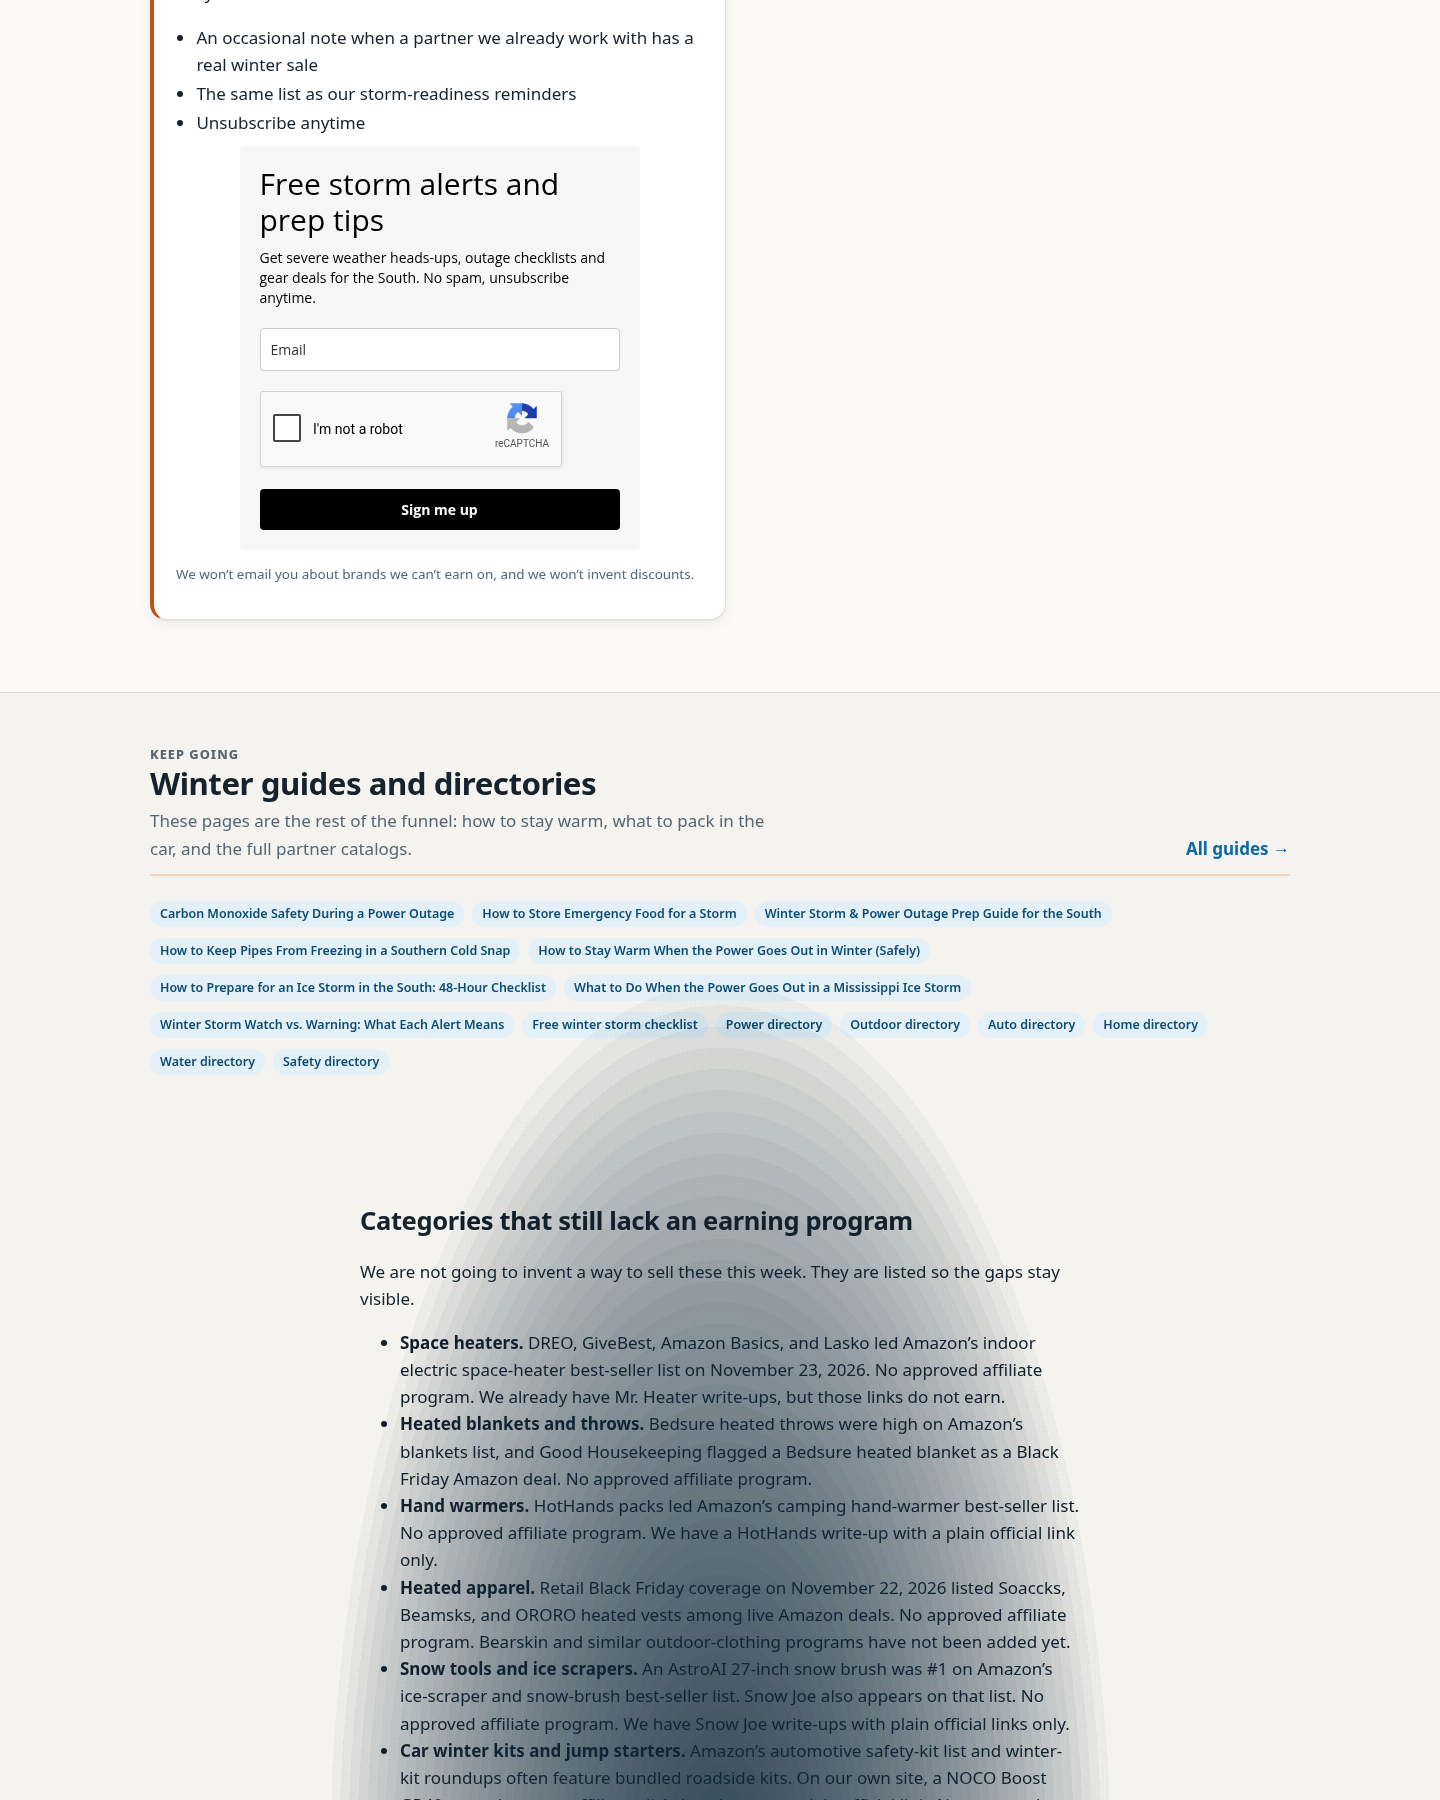 An occasional note when a partner we already work with has a
real winter sale
The same list as our storm-readiness reminders
Unsubscribe anytime
Free storm alerts and
prep tips
Get severe weather heads-ups, outage checklists and
gear deals for the South. No spam, unsubscribe
anytime.
Email
I'm not a robot
reCAPTCHA
Sign me up
We won’t email you about brands we can’t earn on, and we won’t invent discounts.
KEEP GOING
Winter guides and directories
These pages are the rest of the funnel: how to stay warm, what to pack in the
car, and the full partner catalogs.
All guides →
Carbon Monoxide Safety During a Power Outage How to Store Emergency Food for a Storm Winter Storm & Power Outage Prep Guide for the South
How to Keep Pipes From Freezing in a Southern Cold Snap How to Stay Warm When the Power Goes Out in Winter (Safely)
How to Prepare for an Ice Storm in the South: 48-Hour Checklist What to Do When the Power Goes Out in a Mississippi Ice Storm
Winter Storm Watch vs. Warning: What Each Alert Means Free winter storm checklist Power directory Outdoor directory Auto directory Home directory
Water directory Safety directory
Categories that still lack an earning program
We are not going to invent a way to sell these this week. They are listed so the gaps stay
visible.
Space heaters. DREO, GiveBest, Amazon Basics, and Lasko led Amazon’s indoor
electric space-heater best-seller list on November 23, 2026. No approved affiliate
program. We already have Mr. Heater write-ups, but those links do not earn.
Heated blankets and throws. Bedsure heated throws were high on Amazon’s
blankets list, and Good Housekeeping flagged a Bedsure heated blanket as a Black
Friday Amazon deal. No approved affiliate program.
Hand warmers. HotHands packs led Amazon’s camping hand-warmer best-seller list.
No approved affiliate program. We have a HotHands write-up with a plain official link
only.
Heated apparel. Retail Black Friday coverage on November 22, 2026 listed Soaccks,
Beamsks, and ORORO heated vests among live Amazon deals. No approved affiliate
program. Bearskin and similar outdoor-clothing programs have not been added yet.
Snow tools and ice scrapers. An AstroAI 27-inch snow brush was #1 on Amazon’s
ice-scraper and snow-brush best-seller list. Snow Joe also appears on that list. No
approved affiliate program. We have Snow Joe write-ups with plain official links only.
Car winter kits and jump starters. Amazon’s automotive safety-kit list and winter-
kit roundups often feature bundled roadside kits. On our own site, a NOCO Boost